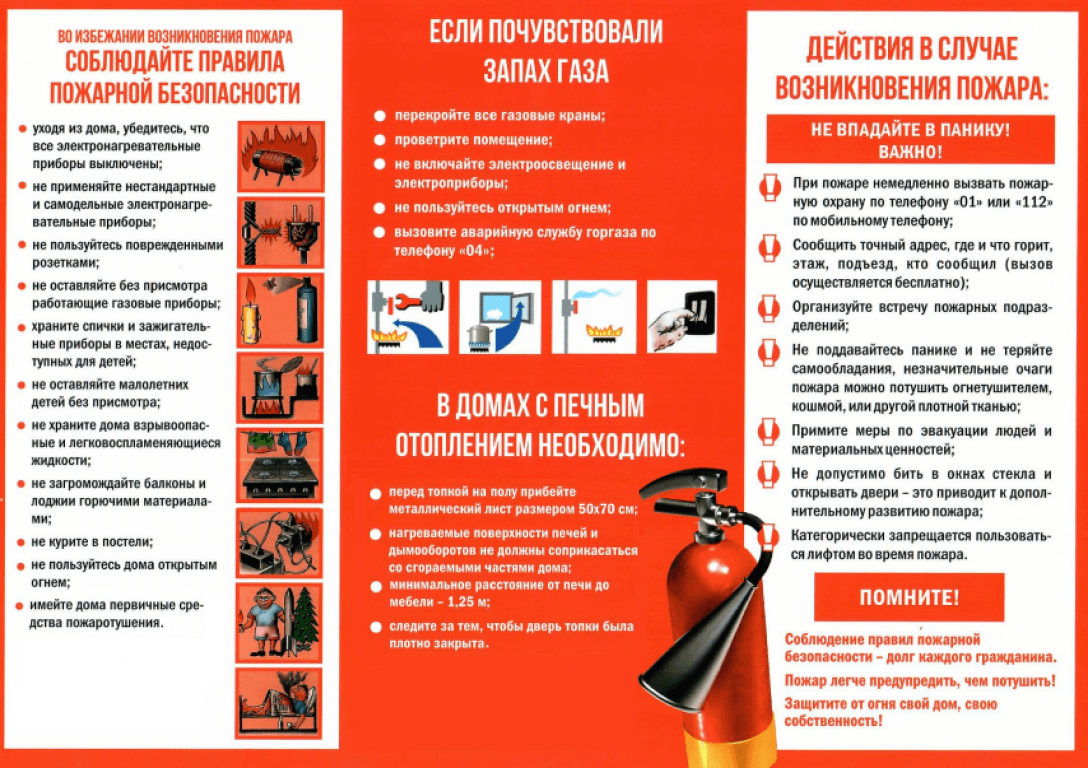 ВО ИЗБЕЖАНИИ ВОЗНИКНОВЕНИЯ ПОЖАРА
СОБЛЮДАЙТЕ ПРАВИЛА
ПОЖАРНОЙ БЕЗОПАСНОСТИ
уходя из дома, убедитесь, что
все электронагревательные
приборы выключены;
не применяйте нестандартные
и самодельные электронагре-
вательные приборы;
не пользуйтесь поврежденными
розетками;
не оставляйте без присмотра
работающие газовые приборы;
храните спички и зажигатель-
ные приборы в местах, недос-
тупных для детей;
не оставляйте малолетних
детей без присмотра;
не храните дома взрывоопас-
ные и легковоспламеняющиеся
жидкости;
не загромождайте балконы и
лоджии горючими материала-
ми;
не курите в постели;
не пользуйтесь дома открытым
огнем;
имейте дома первичные сре-
дства пожаротушения.
ЕСЛИ ПОЧУВСТВОВАЛИ
ЗАПАХ ГАЗА
перекройте все газовые краны;
проветрите помещение;
не включайте электроосвещение и
электроприборы;
не пользуйтесь открытым огнем;
вызовите аварийную службу горгаза по
телефону «04»;
В ДОМАХ С ПЕЧНЫМ
ОТОПЛЕНИЕМ НЕОБХОДИМО:
перед топкой на полу прибейте
металлический лист размером 50х70 см;
нагреваемые поверхности печей и
дымооборотов не должны соприкасаться
со сгораемыми частями дома;
минимальное расстояние от печи до
мебели – 1,25 м;
следите за тем, чтобы дверь топки была
плотно закрыта.
ДЕЙСТВИЯ В СЛУЧАЕ
ВОЗНИКНОВЕНИЯ ПОЖАРА:
НЕ ВПАДАЙТЕ В ПАНИКУ!
ВАЖНО!
При пожаре немедленно вызвать пожар-
ную охрану по телефону «01» или «112»
по мобильному телефону;
Сообщить точный адрес, где и что горит,
этаж, подъезд, кто сообщил (вызов
осуществляется бесплатно);
Организуйте встречу пожарных подраз-
делений;
Не поддавайтесь панике и не теряйте
самообладания, незначительные очаги
пожара можно потушить огнетушителем,
кошмой, или другой плотной тканью;
Примите меры по эвакуации людей и
материальных ценностей;
Не допустимо бить в окнах стекла и
открывать двери – это приводит к допол-
нительному развитию пожара;
Категорически запрещается пользовать-
ся лифтом во время пожара.
ПОМНИТЕ!
Соблюдение правил пожарной
безопасности – долг каждого гражданина.
Пожар легче предупредить, чем потушить!
Защитите от огня свой дом, свою
собственность!